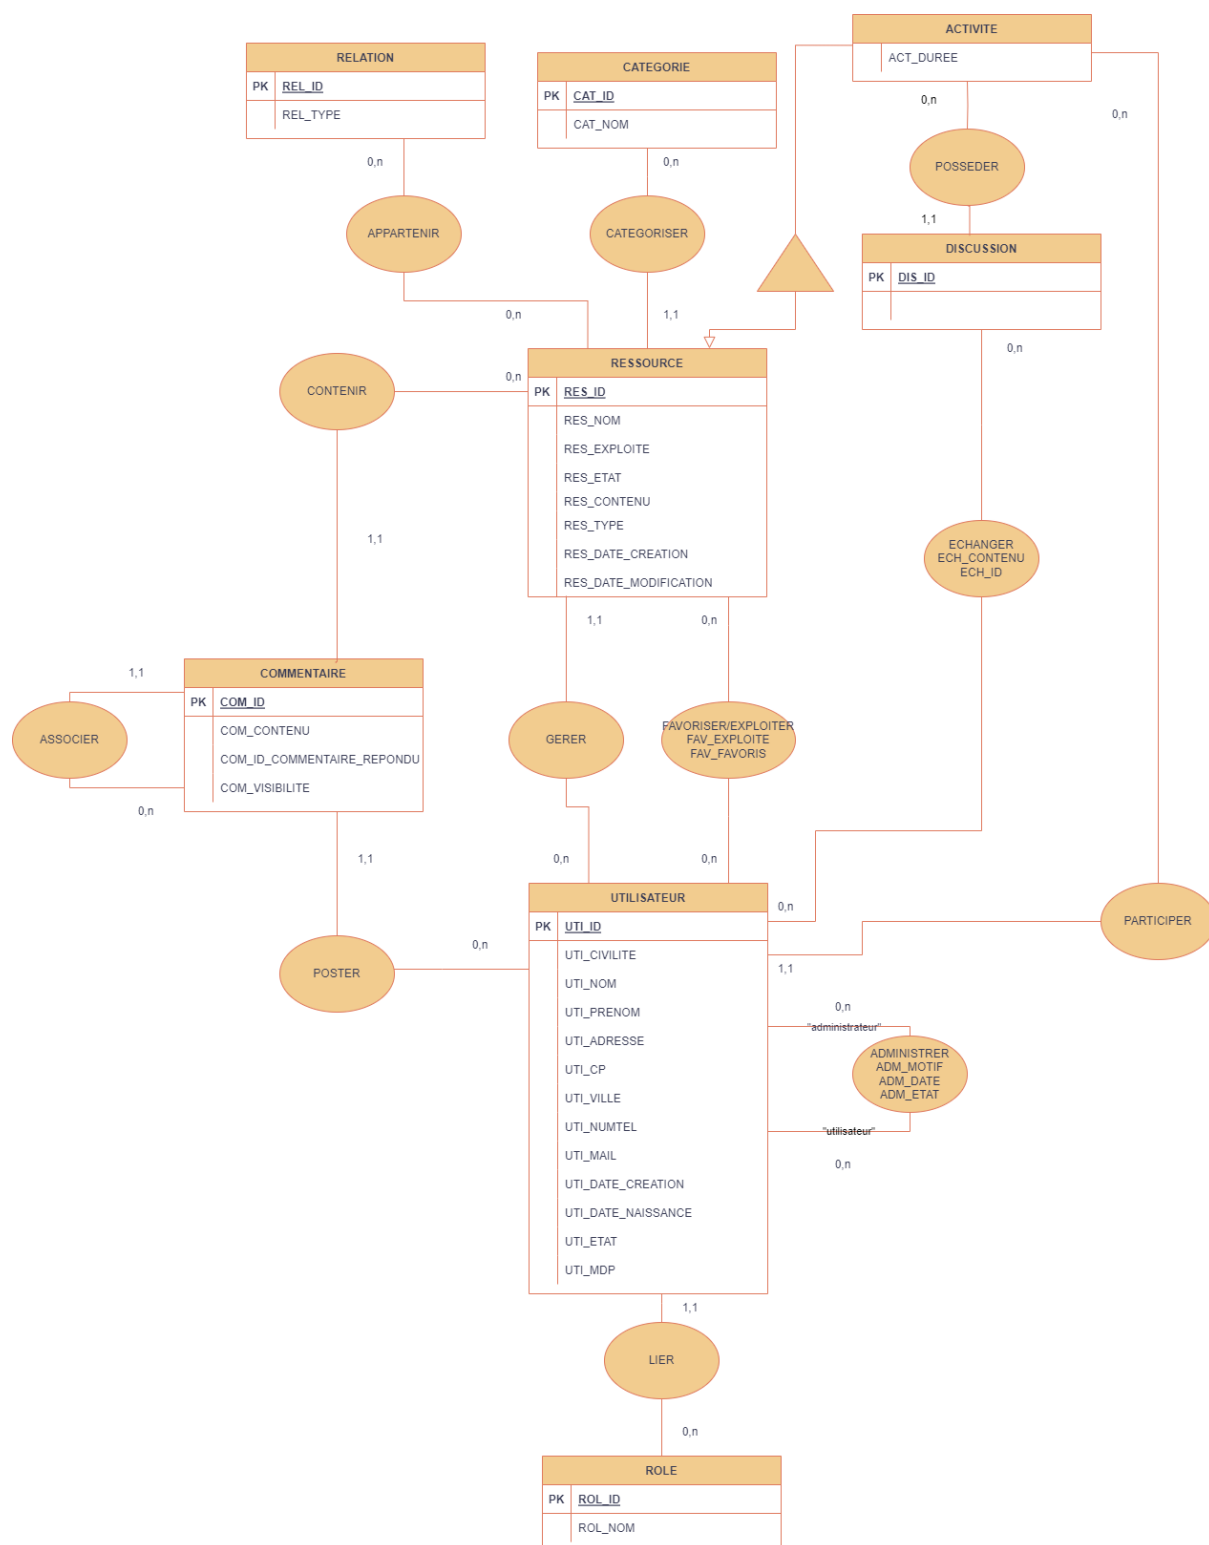 ACTIVITE
ACT_DUREE
RELATION
PK REL_ID
REL_TYPE
CATEGORIE
PK CAT_ID
CAT_NOM
0,n
0,n
0,n
0,n
POSSEDER
APPARTENIR
CATEGORISER
1,1
DISCUSSION
PK DIS_ID
0,n
1,1
0,n
RESSOURCE
PK RES_ID
RES_NOM
RES_EXPLOITE
RES_ETAT
RES_CONTENU
RES_TYPE
RES_DATE_CREATION
RES_DATE_MODIFICATION
CONTENIR
0,n
1,1
ECHANGER
ECH_CONTENU
ECH_ID
1,1
0,n
COMMENTAIRE
PK COM_ID
COM_CONTENU
COM_ID_COMMENTAIRE_REPONDU
COM_VISIBILITE
1,1
ASSOCIER
0,n
GERER
FAVORISER/EXPLOITER
FAV_EXPLOITE
FAV_FAVORIS
1,1
0,n
0,n
UTILISATEUR
PK UTI_ID
UTI_CIVILITE
UTI_NOM
UTI_PRENOM
UTI_ADRESSE
UTI_CP
UTI_VILLE
UTI_NUMTEL
UTI_MAIL
UTI_DATE_CREATION
UTI_DATE_NAISSANCE
UTI_ETAT
UTI_MDP
0,n
PARTICIPER
0,n
1,1
POSTER
0,n
"administrateur"
ADMINISTRER
ADM_MOTIF
ADM_DATE
ADM_ETAT
"utilisateur"
0,n
1,1
LIER
0,n
ROLE
PK ROL_ID
ROL_NOM